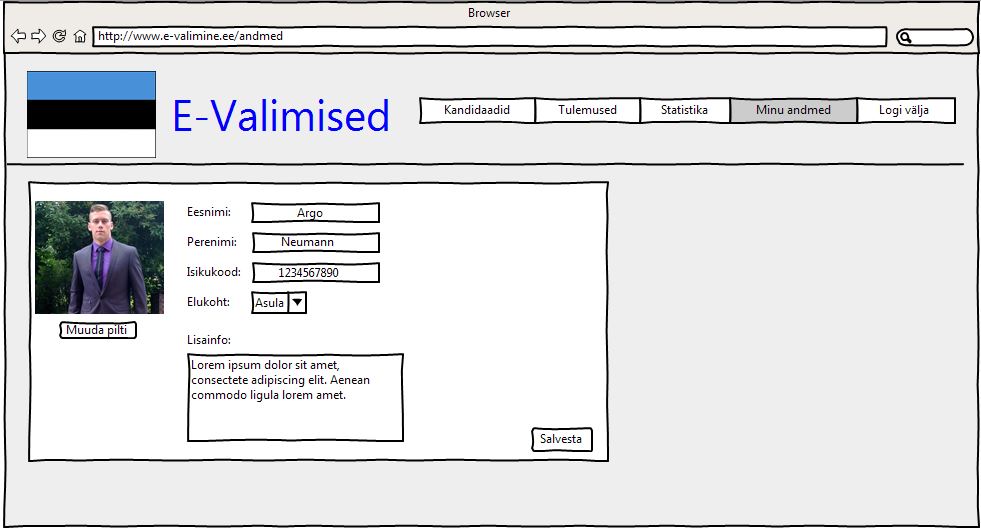 Browser
http://www.e-valimine.ee/andmed
E-Valimised
Kandidaadid
Tulemused
Statistika
Minu andmed
Logi välja
Muuda pilti
Eesnimi:
Argo
Perenimi:
Neumann
Isikukood:
1234567890
Elukoht:
Asula
Lisainfo:
Lorem ipsum dolor sit amet,
consectete adipiscing elit. Aenean
commodo ligula lorem amet.
Salvesta